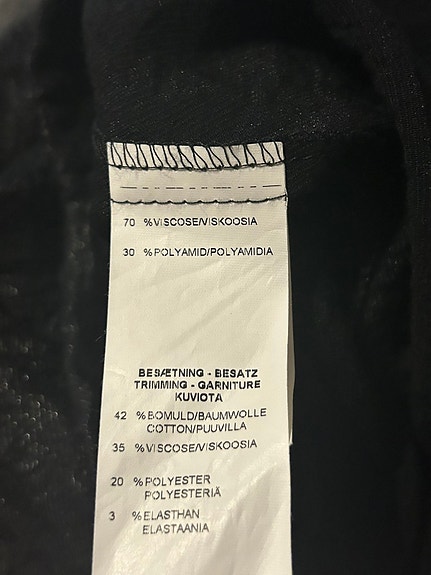 70 %VISCOSE/VISKOOSIA
30 %POLYAMID/POLYAMIDIA
BESÆTNING - BESATZ
TRIMMING - GARNITURE
KUVIOTA
42 %BOMULD/BAUMWOLLE
COTTON/PUUVILLA
35 %VISCOSE/VISKOOSIA
20 %POLYESTER
POLYESTERIÄ
3 %ELASTHAN
ELASTAANIA